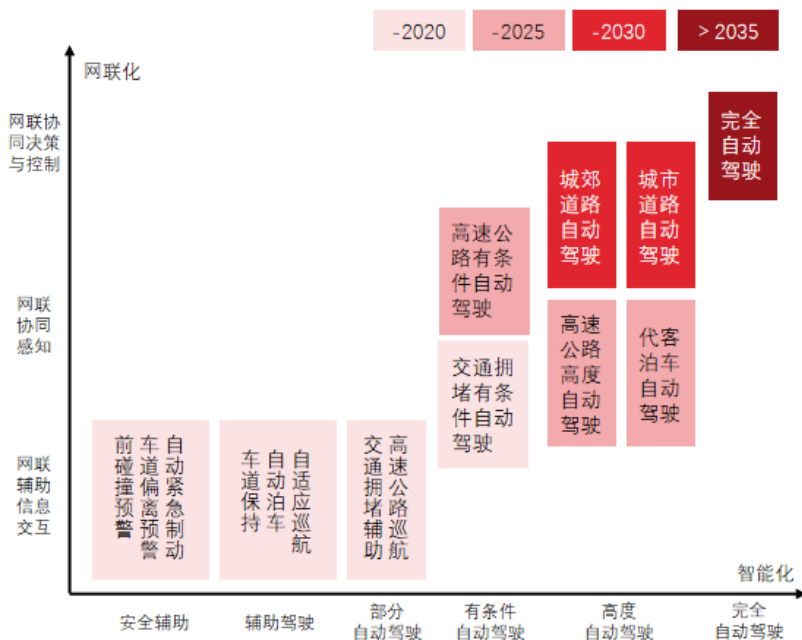 -2020
-2025
-2030
> 2035
网联化
网联协
同决策
与控制
网联
协同
感知
网联
辅助
信息
交互
完全
自动
驾驶
城郊
道路
自动
驾驶
城市
道路
自动
驾驶
高速公
路有条
件自动
驾驶
高速
公路
高度
自动
驾驶
代客
泊车
自动
驾驶
交通拥
堵有条
件自动
驾驶
前碰撞预警
车道偏离预警
自动紧急制动
车道保持
自动泊车
自适应巡航
交通拥堵辅助
高速公路巡航
智能化
安全辅助
辅助驾驶
部分
自动驾驶
有条件
自动驾驶
高度
自动驾驶
完全
自动驾驶